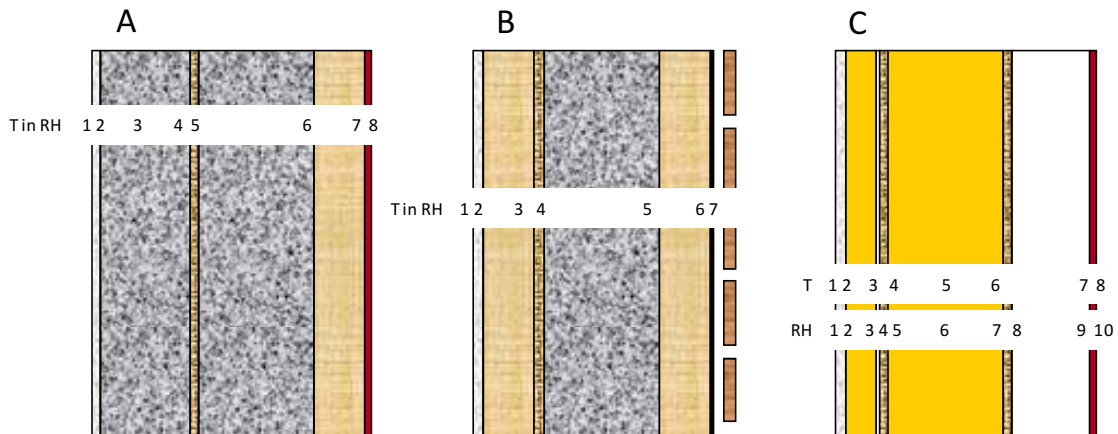 A
B
C
T in RH 1 2 3 4 5 6 7 8
T in RH 1 2 3 4 5 6 7
T 1 2 3 4 5 6 7 8
RH 1 2 3 4 5 6 7 8 9 10